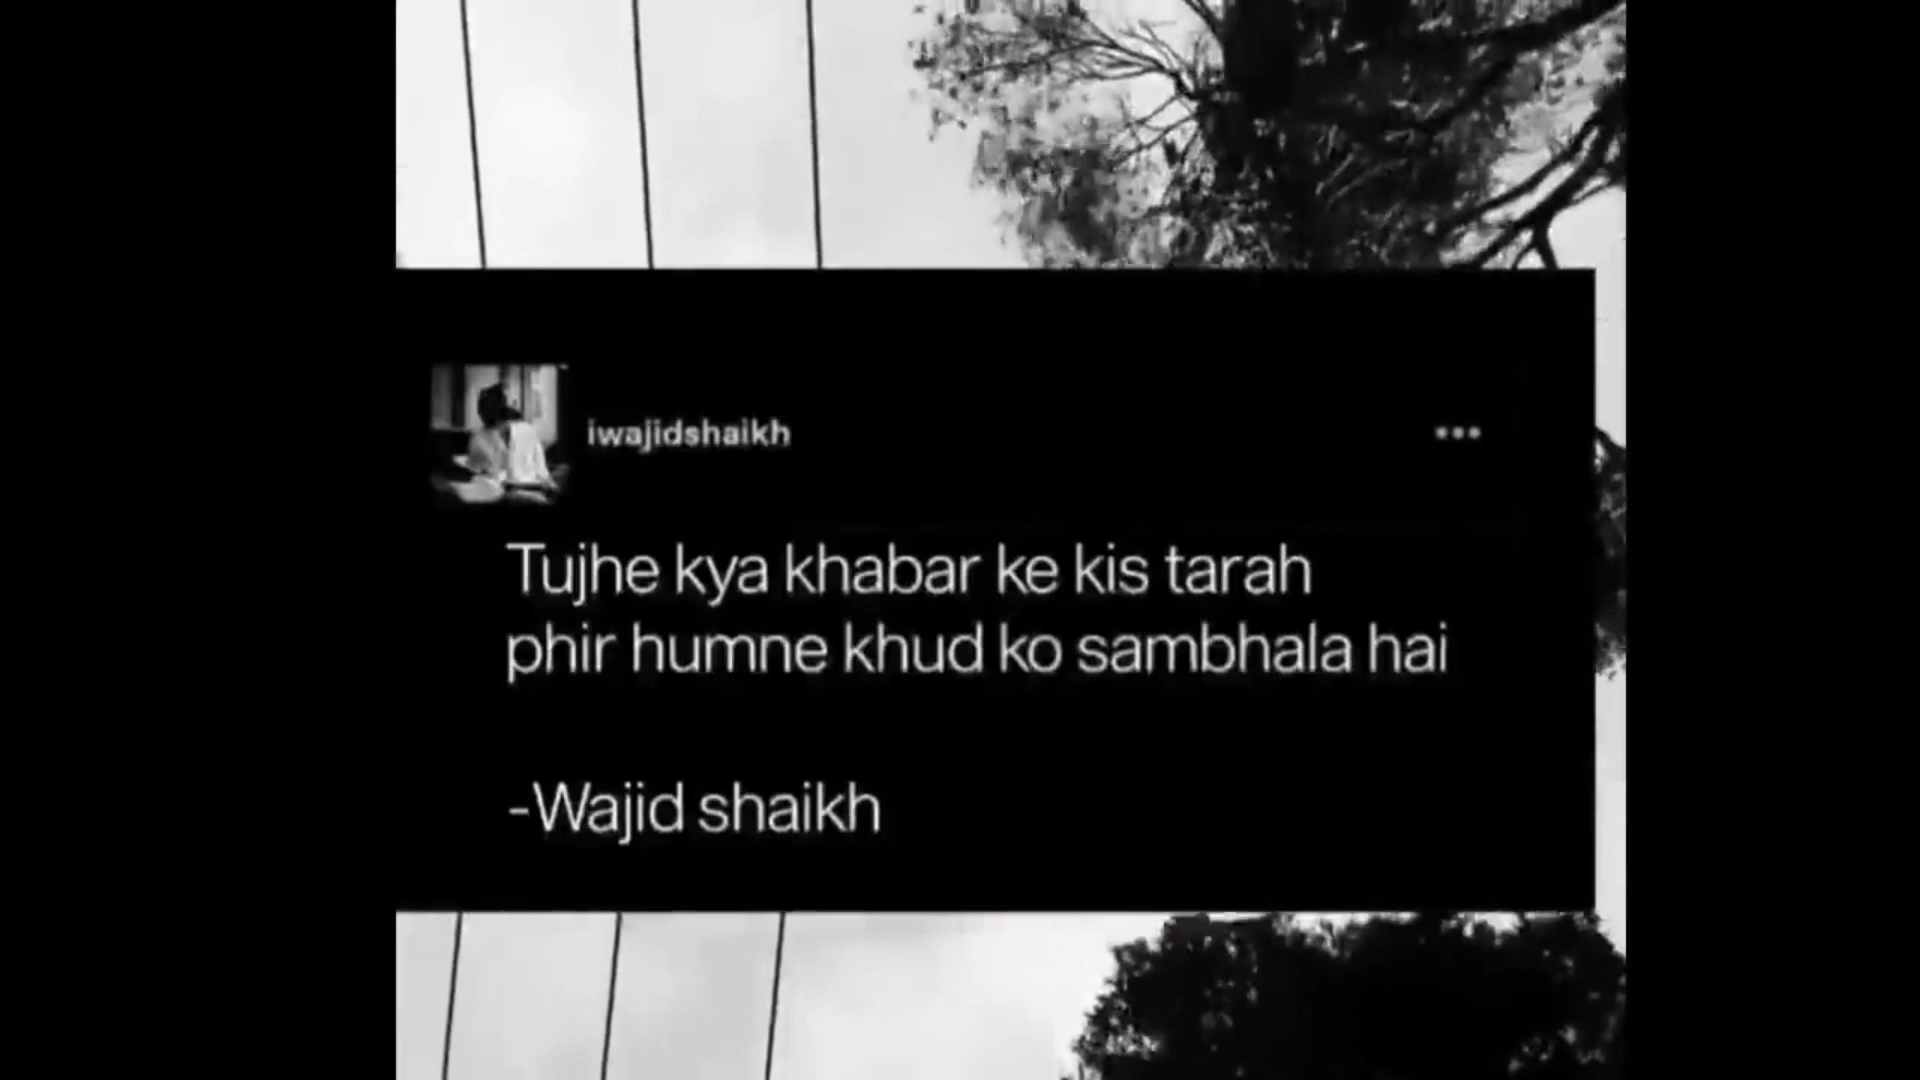 iwajidshaikh
Tujhe kya khabar ke kis tarah
phir humne khud ko sambhala hai
-Wajid shaikh